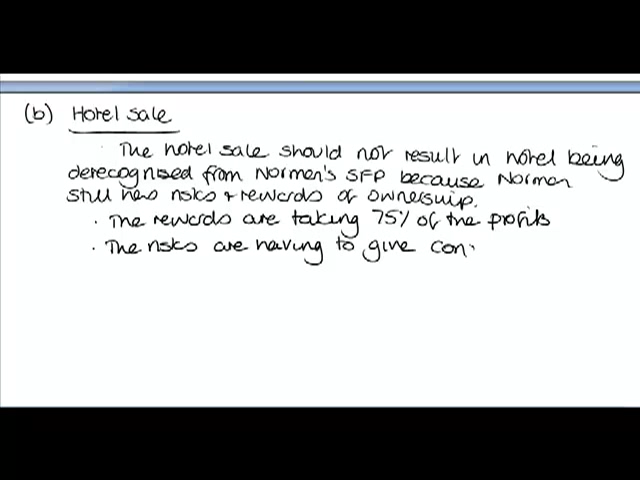 (b) Hotel sale
The hotel sale should not result in hotel being
derecognised from Norman's SFP because Norman
still has risks + rewards of ownership.
· The rewards are taking 75% of the profits
· The risks are having to give con